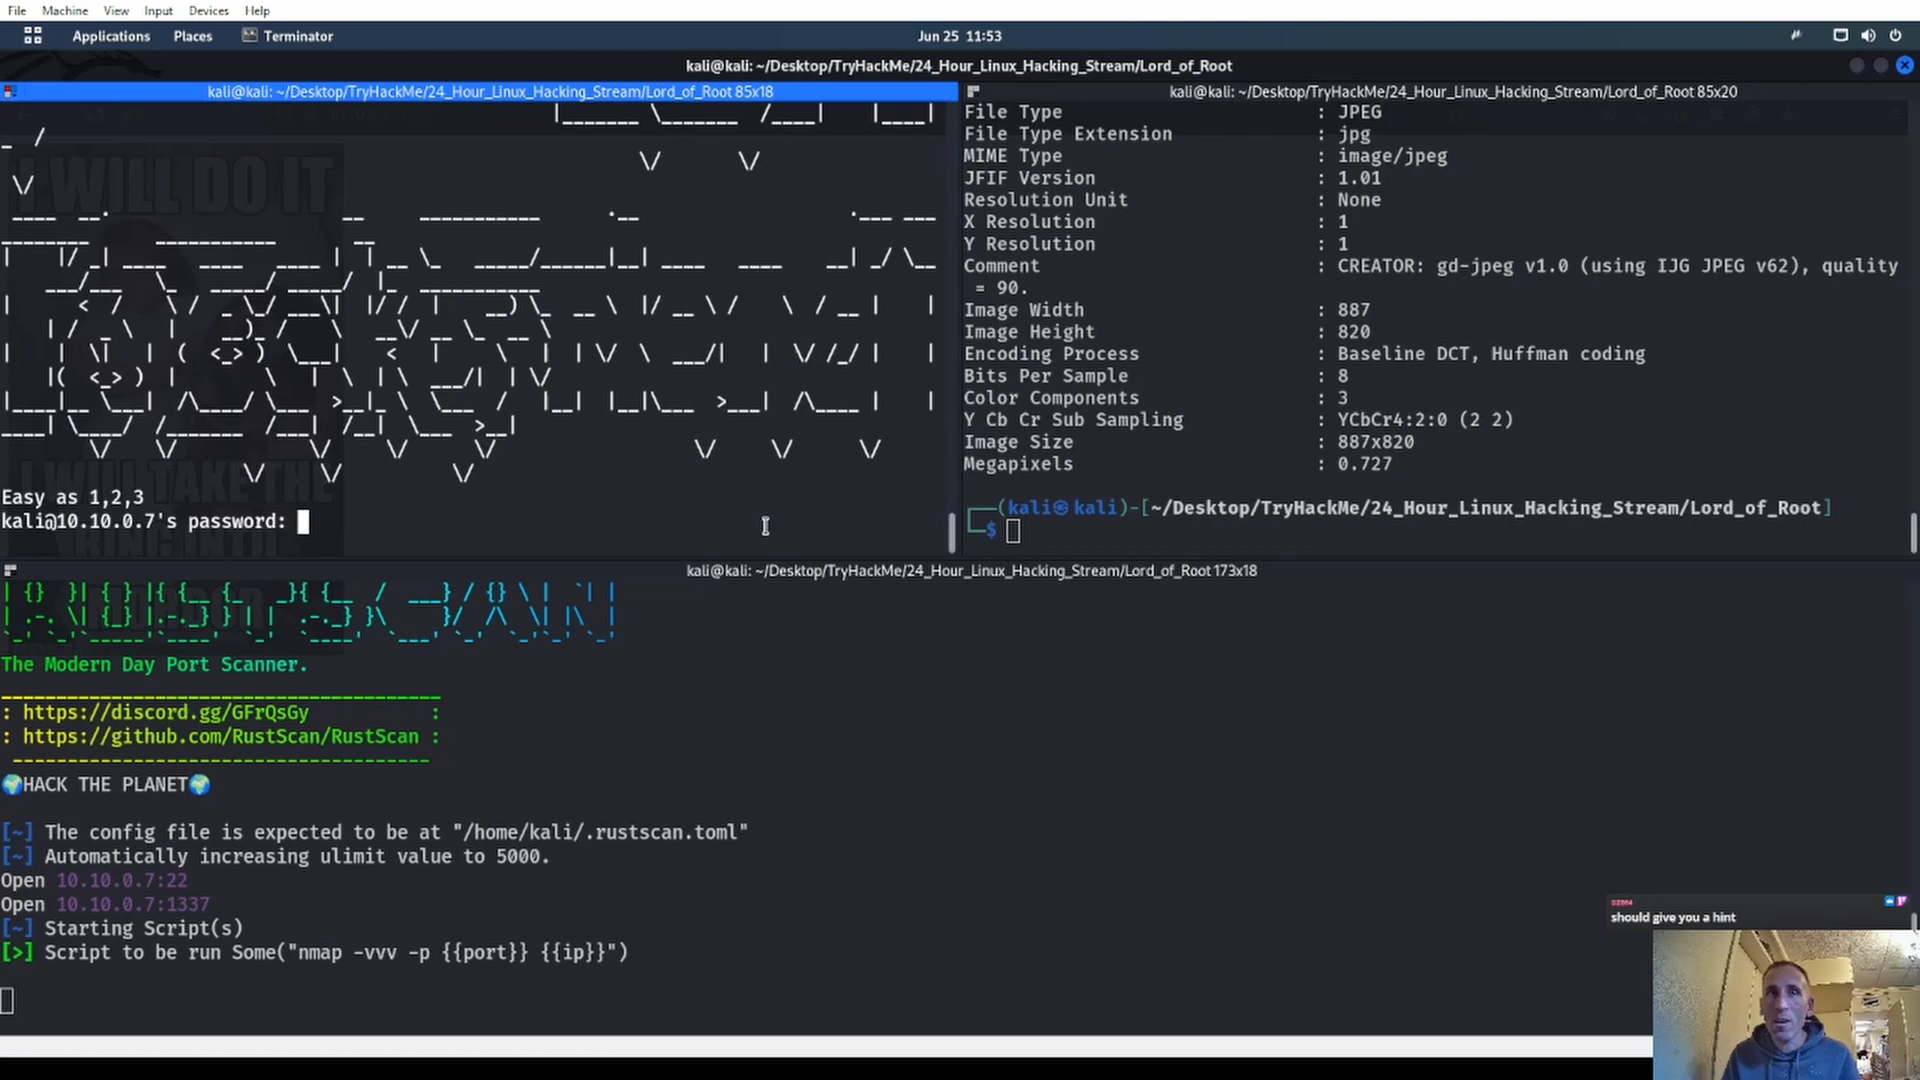 File Machine View Input Devices Help
Applications Places Terminator Jun 25 11:53
kali@kali: ~/Desktop/TryHackMe/24_Hour_Linux_Hacking_Stream/Lord_of_Root
kali@kali: ~/Desktop/TryHackMe/24_Hour_Linux_Hacking_Stream/Lord_of_Root 85x18
I WILL DO IT
I WILL TAKE THE
RING INTO
Easy as 1,2,3
kali@10.10.0.7's password:
kali@kali: ~/Desktop/TryHackMe/24_Hour_Linux_Hacking_Stream/Lord_of_Root 85x20
File Type : JPEG
File Type Extension : jpg
MIME Type : image/jpeg
JFIF Version : 1.01
Resolution Unit : None
X Resolution : 1
Y Resolution : 1
Comment : CREATOR: gd-jpeg v1.0 (using IJG JPEG v62), quality
= 90.
Image Width : 887
Image Height : 820
Encoding Process : Baseline DCT, Huffman coding
Bits Per Sample : 8
Color Components : 3
Y Cb Cr Sub Sampling : YCbCr4:2:0 (2 2)
Image Size : 887x820
Megapixels : 0.727
(kali㉿kali)-[~/Desktop/TryHackMe/24_Hour_Linux_Hacking_Stream/Lord_of_Root]
$
kali@kali: ~/Desktop/TryHackMe/24_Hour_Linux_Hacking_Stream/Lord_of_Root 173x18
The Modern Day Port Scanner.
: https://discord.gg/GFrQsGy :
: https://github.com/RustScan/RustScan :
🌍HACK THE PLANET🌍
[~] The config file is expected to be at "/home/kali/.rustscan.toml"
[~] Automatically increasing ulimit value to 5000.
Open 10.10.0.7:22
Open 10.10.0.7:1337
[~] Starting Script(s)
[>] Script to be run Some("nmap -vvv -p {{port}} {{ip}}")
should give you a hint